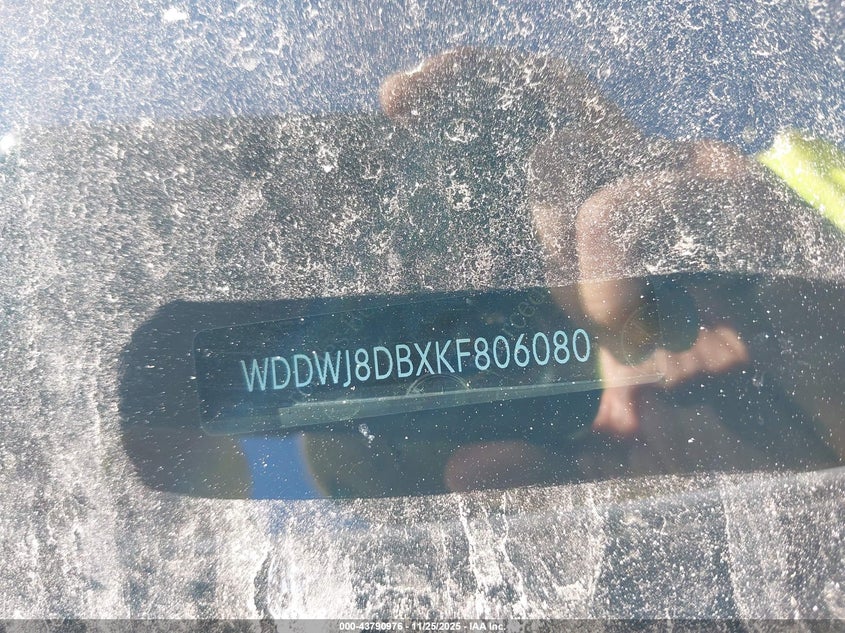 WDDWJ8DBXKF806080
000-43790976 - 11/25/2025 - IAA Inc.